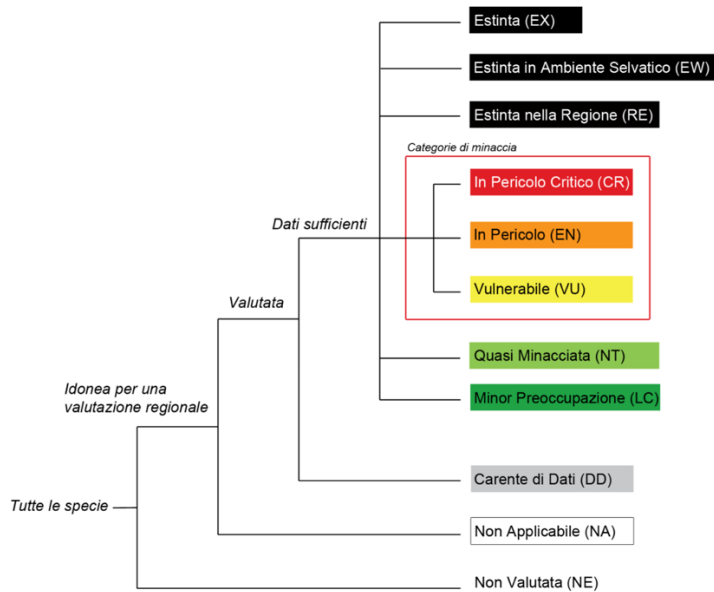 Estinta (EX)
Estinta in Ambiente Selvatico (EW)
Estinta nella Regione (RE)
Categorie di minaccia
In Pericolo Critico (CR)
Dati sufficienti
In Pericolo (EN)
Vulnerabile (VU)
Valutata
Quasi Minacciata (NT)
Idonea per una
valutazione regionale
Minor Preoccupazione (LC)
Carente di Dati (DD)
Tutte le specie
Non Applicabile (NA)
Non Valutata (NE)